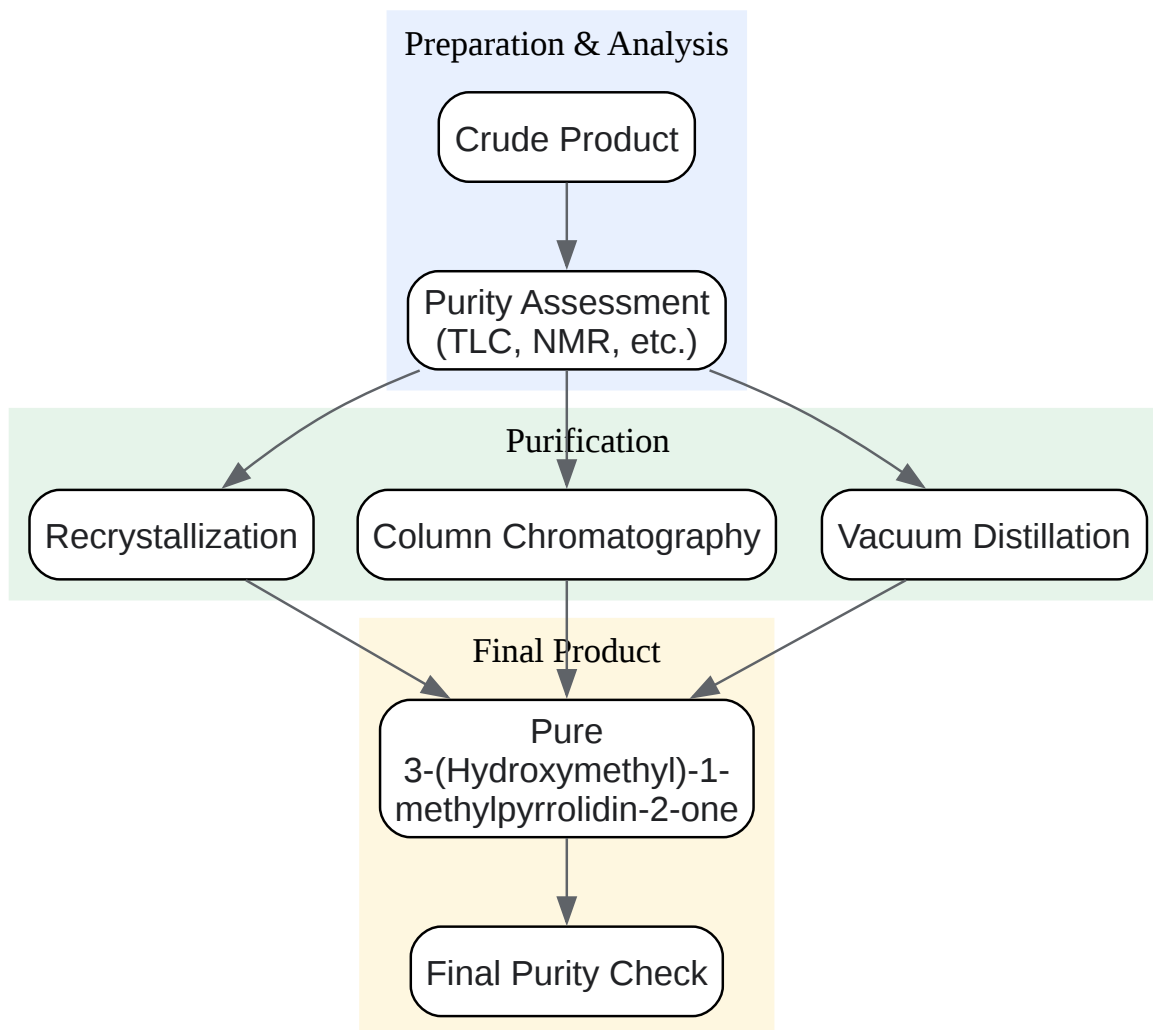 Preparation & Analysis
Crude Product
Purity Assessment
(TLC, NMR, etc.)
Purification
Recrystallization
Column Chromatography
Vacuum Distillation
Final Product
Pure
3-(Hydroxymethyl)-1-
methylpyrrolidin-2-one
Final Purity Check